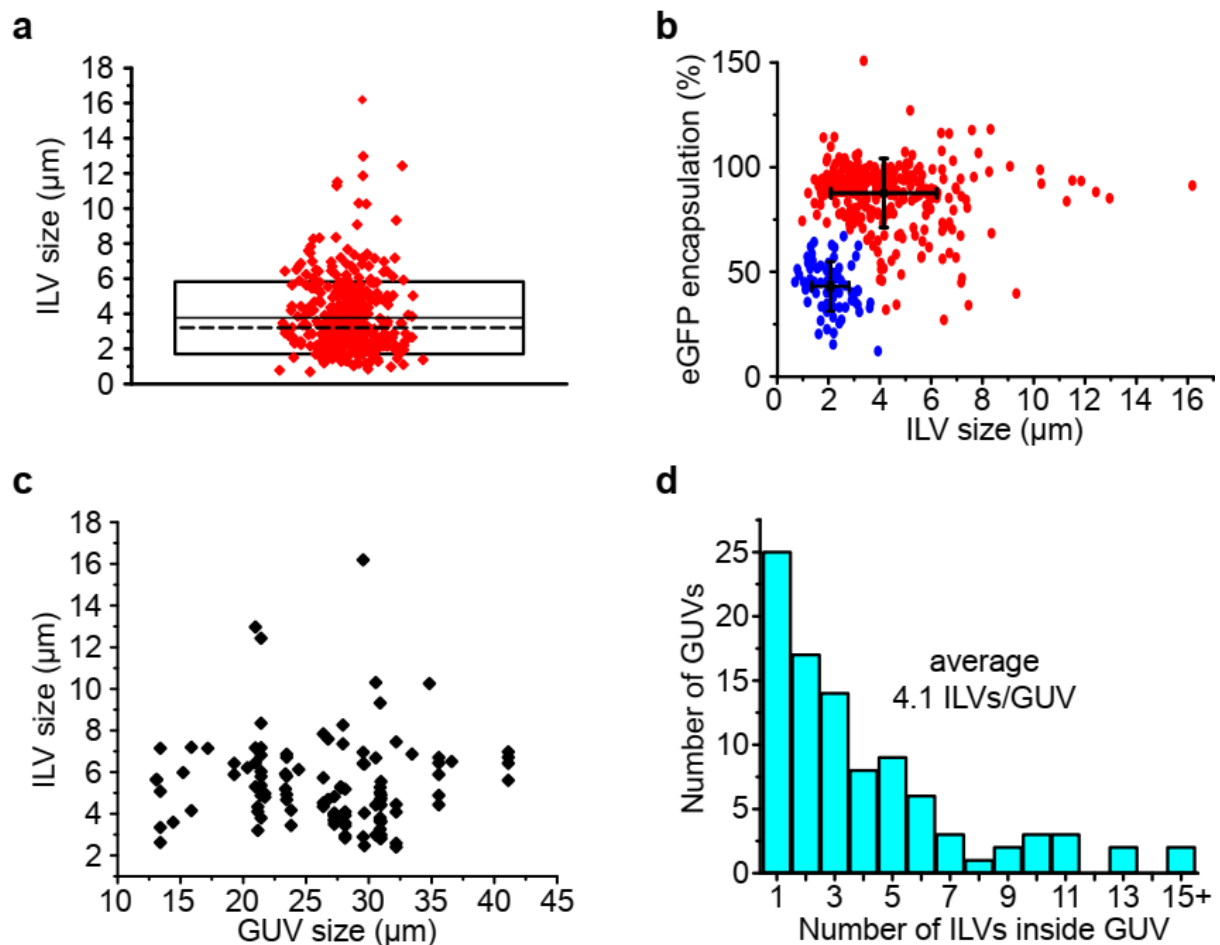 a
18
16
14
12
10
8
6
4
2
0
ILV size (µm)
b
150
100
50
0
eGFP encapsulation (%)
0 2 4 6 8 10 12 14 16
ILV size (µm)
c
18
16
14
12
10
8
6
4
2
ILV size (µm)
10 15 20 25 30 35 40 45
GUV size (µm)
d
25
20
15
10
5
0
Number of GUVs
average
4.1 ILVs/GUV
1 3 5 7 9 11 13 15+
Number of ILVs inside GUV